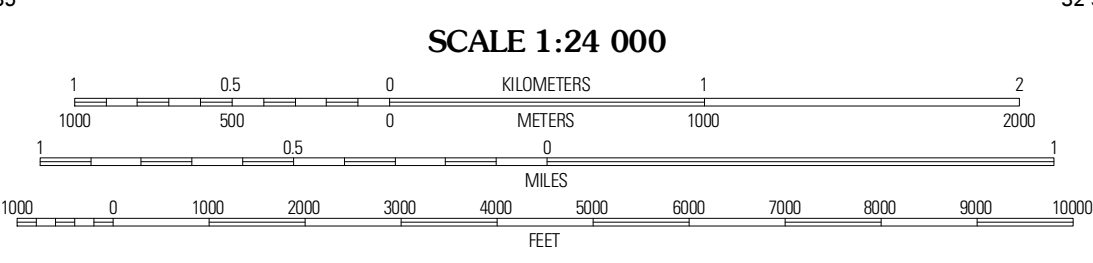 SCALE 1:24 000
1 0.5 0 KILOMETERS 1 2
1000 500 0 METERS 1000 2000
1 0.5 0 1
MILES
1000 0 1000 2000 3000 4000 5000 6000 7000 8000 9000 10000
FEET